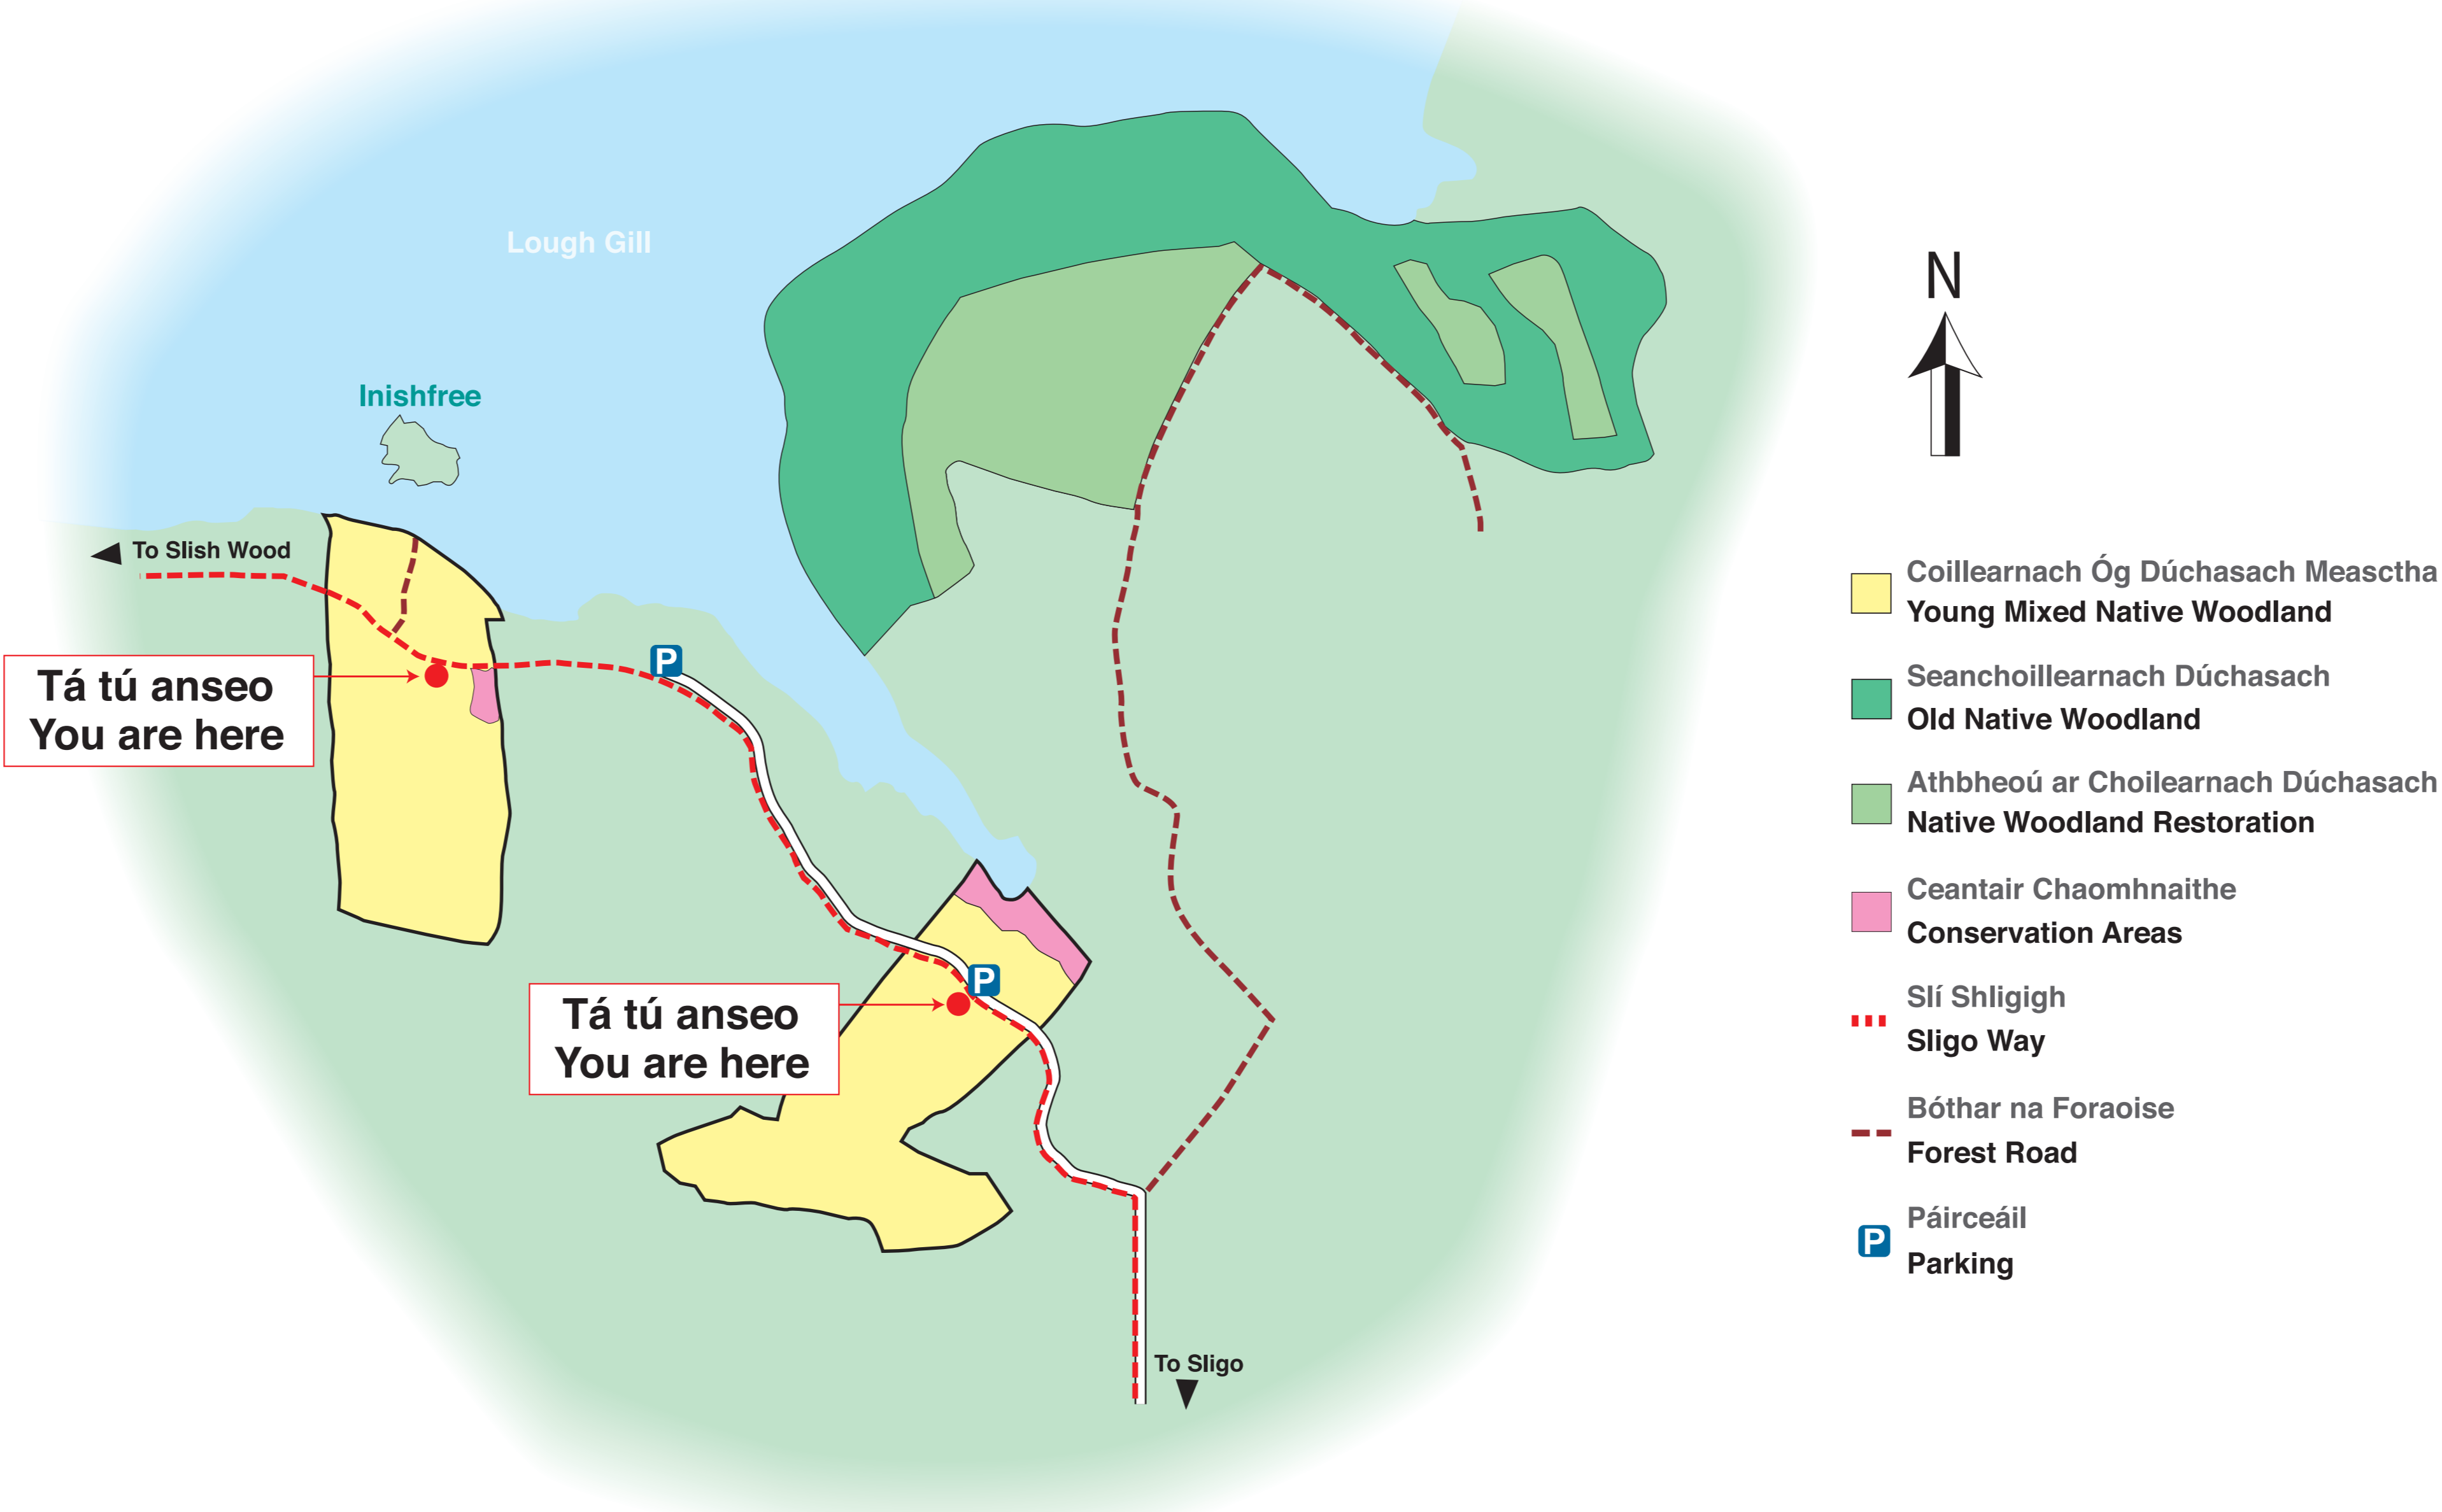 Lough Gill
Inishfree
To Slish Wood
P
Tá tú anseo
You are here
P
Tá tú anseo
You are here
To Sligo
N
Coillearnach Óg Dúchasach Measctha
Young Mixed Native Woodland
Seanchoillearnach Dúchasach
Old Native Woodland
Athbheoú ar Choilearnach Dúchasach
Native Woodland Restoration
Ceantair Chaomhnaithe
Conservation Areas
Slí Shligigh
Sligo Way
Bóthar na Foraoise
Forest Road
P
Páirceáil
Parking